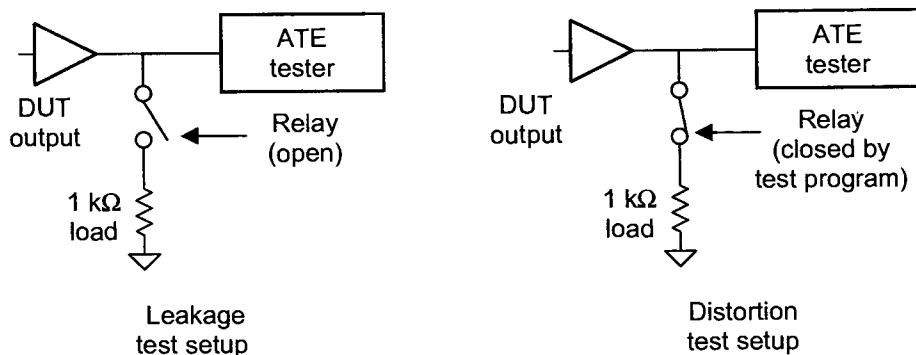 ATE
tester
DUT
output
Relay
(open)
1 kΩ
load
Leakage
test setup
ATE
tester
DUT
output
Relay
(closed by
test program)
1 kΩ
load
Distortion
test setup